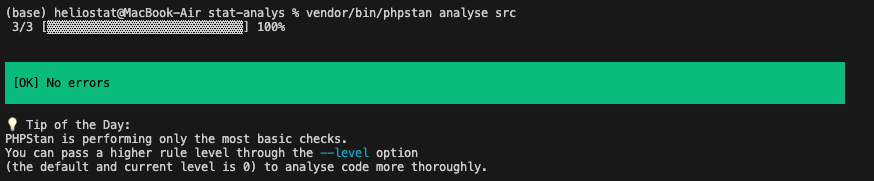 (base) heliostat@MacBook-Air stat-analys % vendor/bin/phpstan analyse src
3/3 [▓▓▓▓▓▓▓▓▓▓▓▓▓▓▓▓▓▓▓▓▓▓▓▓▓▓▓▓] 100%
[OK] No errors
💡 Tip of the Day:
PHPStan is performing only the most basic checks.
You can pass a higher rule level through the --level option
(the default and current level is 0) to analyse code more thoroughly.